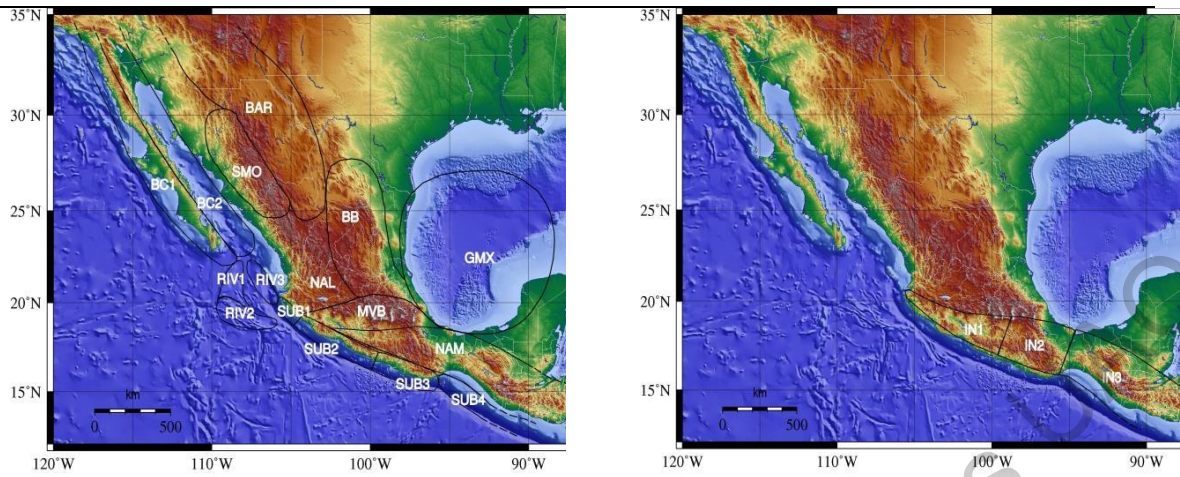 35°N
30°N
25°N
20°N
15°N
120°W
110°W
100°W
90°W
BAR
SMO
BC1
BC2
BB
GMX
RIV1
RIV3
NAL
RIV2
SUB1
MVB
SUB2
NAM
SUB3
SUB4
km
0
500
35°N
30°N
25°N
20°N
15°N
120°W
110°W
100°W
90°W
IN1
IN2
IN3
km
0
500